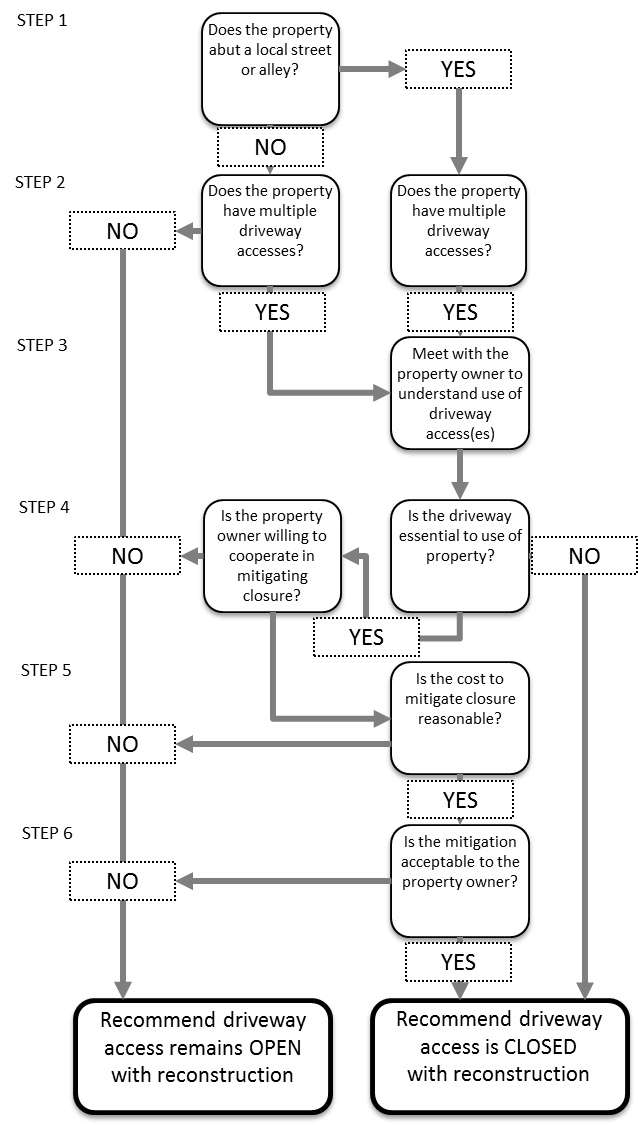 STEP 1
Does the property
abut a local street
or alley?
YES
NO
STEP 2
Does the property
have multiple
driveway
accesses?
Does the property
have multiple
driveway
accesses?
NO
YES
YES
STEP 3
Meet with the
property owner to
understand use of
driveway
access(es)
STEP 4
Is the property
owner willing to
cooperate in
mitigating
closure?
Is the driveway
essential to use of
property?
NO
NO
YES
STEP 5
Is the cost to
mitigate closure
reasonable?
NO
YES
STEP 6
Is the mitigation
acceptable to the
property owner?
NO
YES
Recommend driveway
access remains OPEN
with reconstruction
Recommend driveway
access is CLOSED
with reconstruction